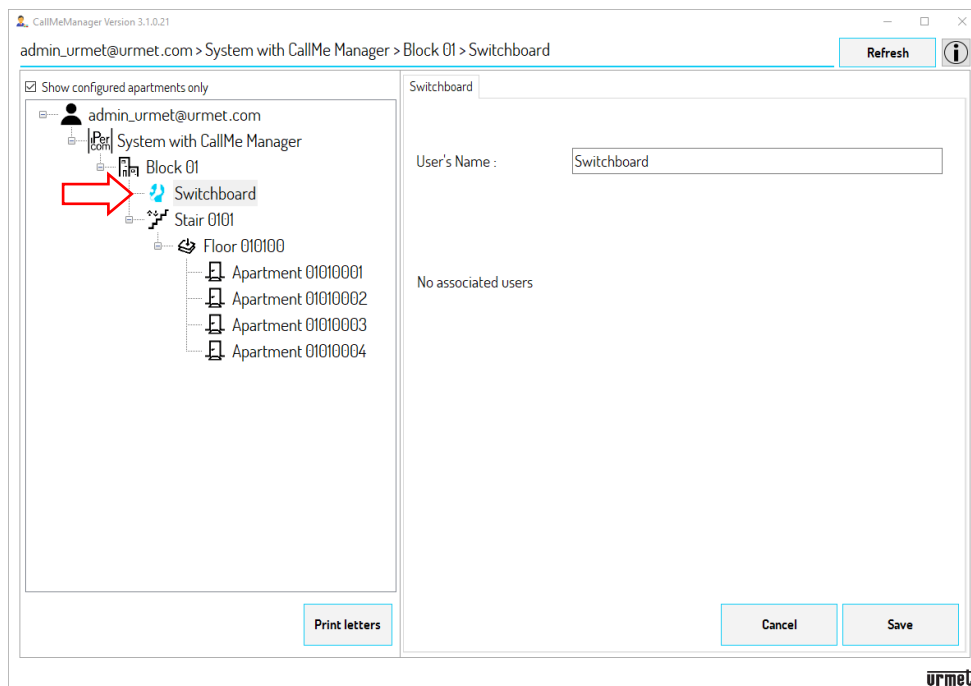 CallMeManager Version 3.1.0.21
admin_urmet@urmet.com > System with CallMe Manager > Block 01 > Switchboard
Refresh
i
Show configured apartments only
admin_urmet@urmet.com
iPer
com
System with CallMe Manager
Block 01
Switchboard
Stair 0101
Floor 010100
Apartment 01010001
Apartment 01010002
Apartment 01010003
Apartment 01010004
Print letters
Switchboard
User's Name :
Switchboard
No associated users
Cancel
Save
urmet